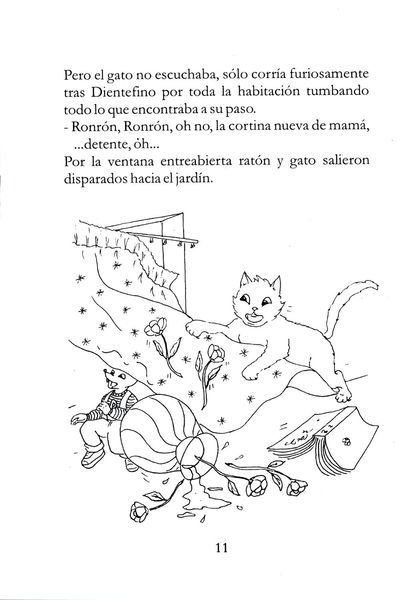 Pero el gato no escuchaba, sólo corría furiosamente
tras Dientefino por toda la habitación tumbando
todo lo que encontraba a su paso.
- Ronrón, Ronrón, oh no, la cortina nueva de mamá,
...detente, òh...
Por la ventana entreabierta ratón y gato salieron
disparados hacia el jardín.
11